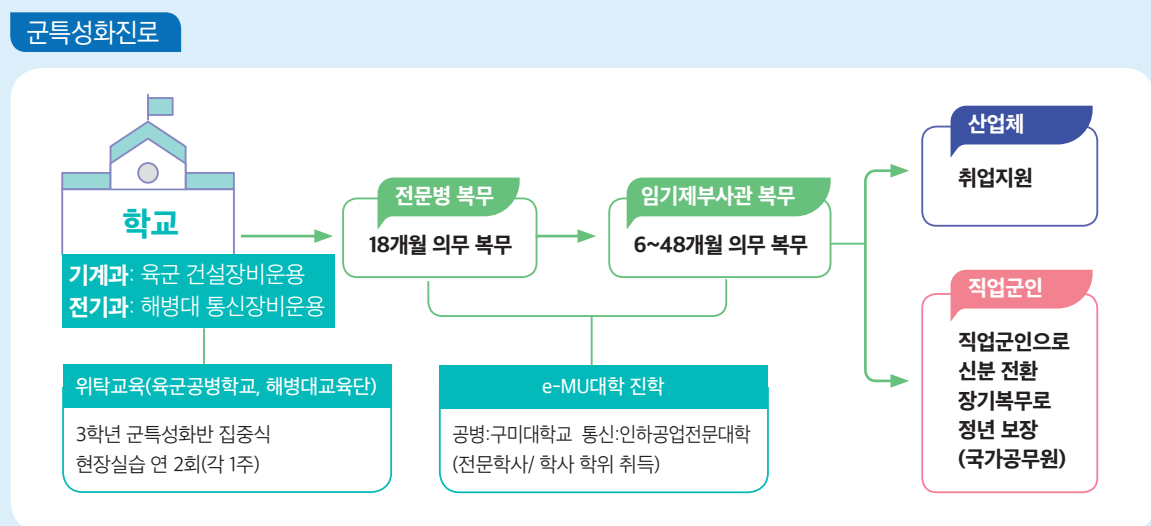 군특성화진로
학교
기계과: 육군 건설장비운용
전기과: 해병대 통신장비운용
위탁교육(육군공병학교, 해병대교육단)
3학년 군특성화반 집중식
현장실습 연 2회(각 1주)
전문병 복무
18개월 의무 복무
임기제부사관 복무
6~48개월 의무 복무
e-MU대학 진학
공병:구미대학교 통신:인하공업전문대학
(전문학사/ 학사 학위 취득)
산업체
취업지원
직업군인
직업군인으로
신분 전환
장기복무로
정년 보장
(국가공무원)